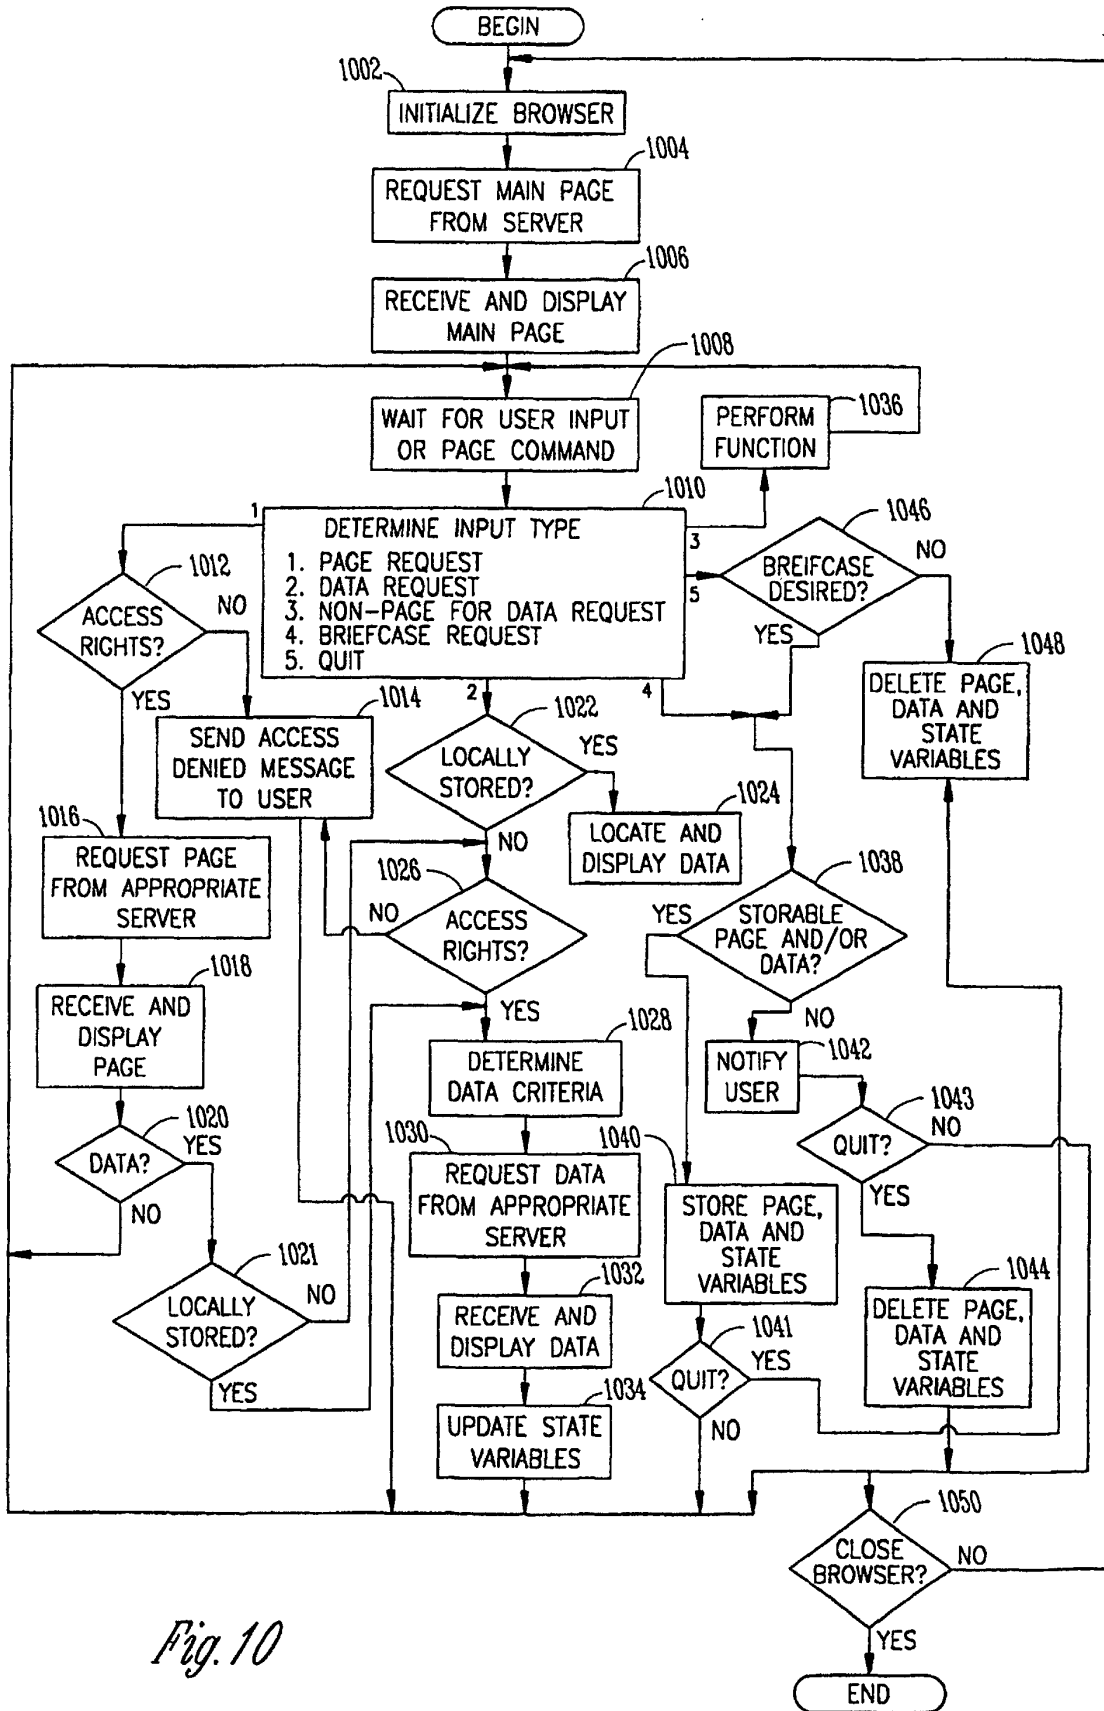 BEGIN
1002
INITIALIZE BROWSER
1004
REQUEST MAIN PAGE
FROM SERVER
1006
RECEIVE AND DISPLAY
MAIN PAGE
1008
WAIT FOR USER INPUT
OR PAGE COMMAND
1036
PERFORM
FUNCTION
1010
1
DETERMINE INPUT TYPE
1. PAGE REQUEST
2. DATA REQUEST
3. NON-PAGE FOR DATA REQUEST
4. BRIEFCASE REQUEST
5. QUIT
3
5
2
4
1046
BREIFCASE
DESIRED?
NO
YES
1012
ACCESS
RIGHTS?
NO
YES
1014
SEND ACCESS
DENIED MESSAGE
TO USER
1022
LOCALLY
STORED?
YES
NO
1048
DELETE PAGE,
DATA AND
STATE
VARIABLES
1024
LOCATE AND
DISPLAY DATA
1016
REQUEST PAGE
FROM APPROPRIATE
SERVER
1026
ACCESS
RIGHTS?
NO
YES
1038
STORABLE
PAGE AND/OR
DATA?
YES
NO
1018
RECEIVE AND
DISPLAY
PAGE
1028
DETERMINE
DATA CRITERIA
1042
NOTIFY
USER
1020
DATA?
YES
NO
1030
REQUEST DATA
FROM APPROPRIATE
SERVER
1043
QUIT?
NO
YES
1040
STORE PAGE,
DATA AND
STATE
VARIABLES
1021
LOCALLY
STORED?
NO
YES
1032
RECEIVE AND
DISPLAY DATA
1044
DELETE PAGE,
DATA AND
STATE
VARIABLES
1041
QUIT?
YES
NO
1034
UPDATE STATE
VARIABLES
1050
CLOSE
BROWSER?
NO
YES
END
Fig. 10